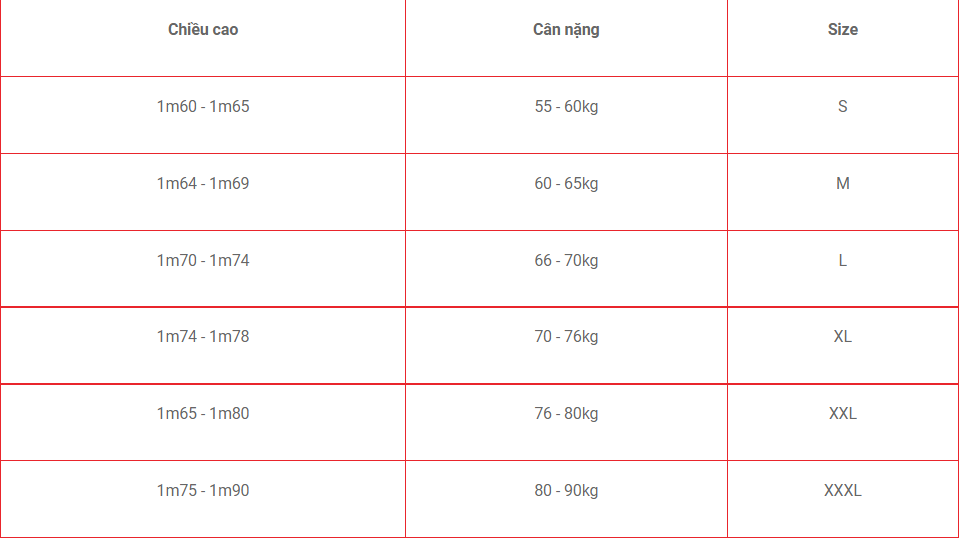 Chiều cao Cân nặng Size
1m60 - 1m65 55 - 60kg S
1m64 - 1m69 60 - 65kg M
1m70 - 1m74 66 - 70kg L
1m74 - 1m78 70 - 76kg XL
1m65 - 1m80 76 - 80kg XXL
1m75 - 1m90 80 - 90kg XXXL